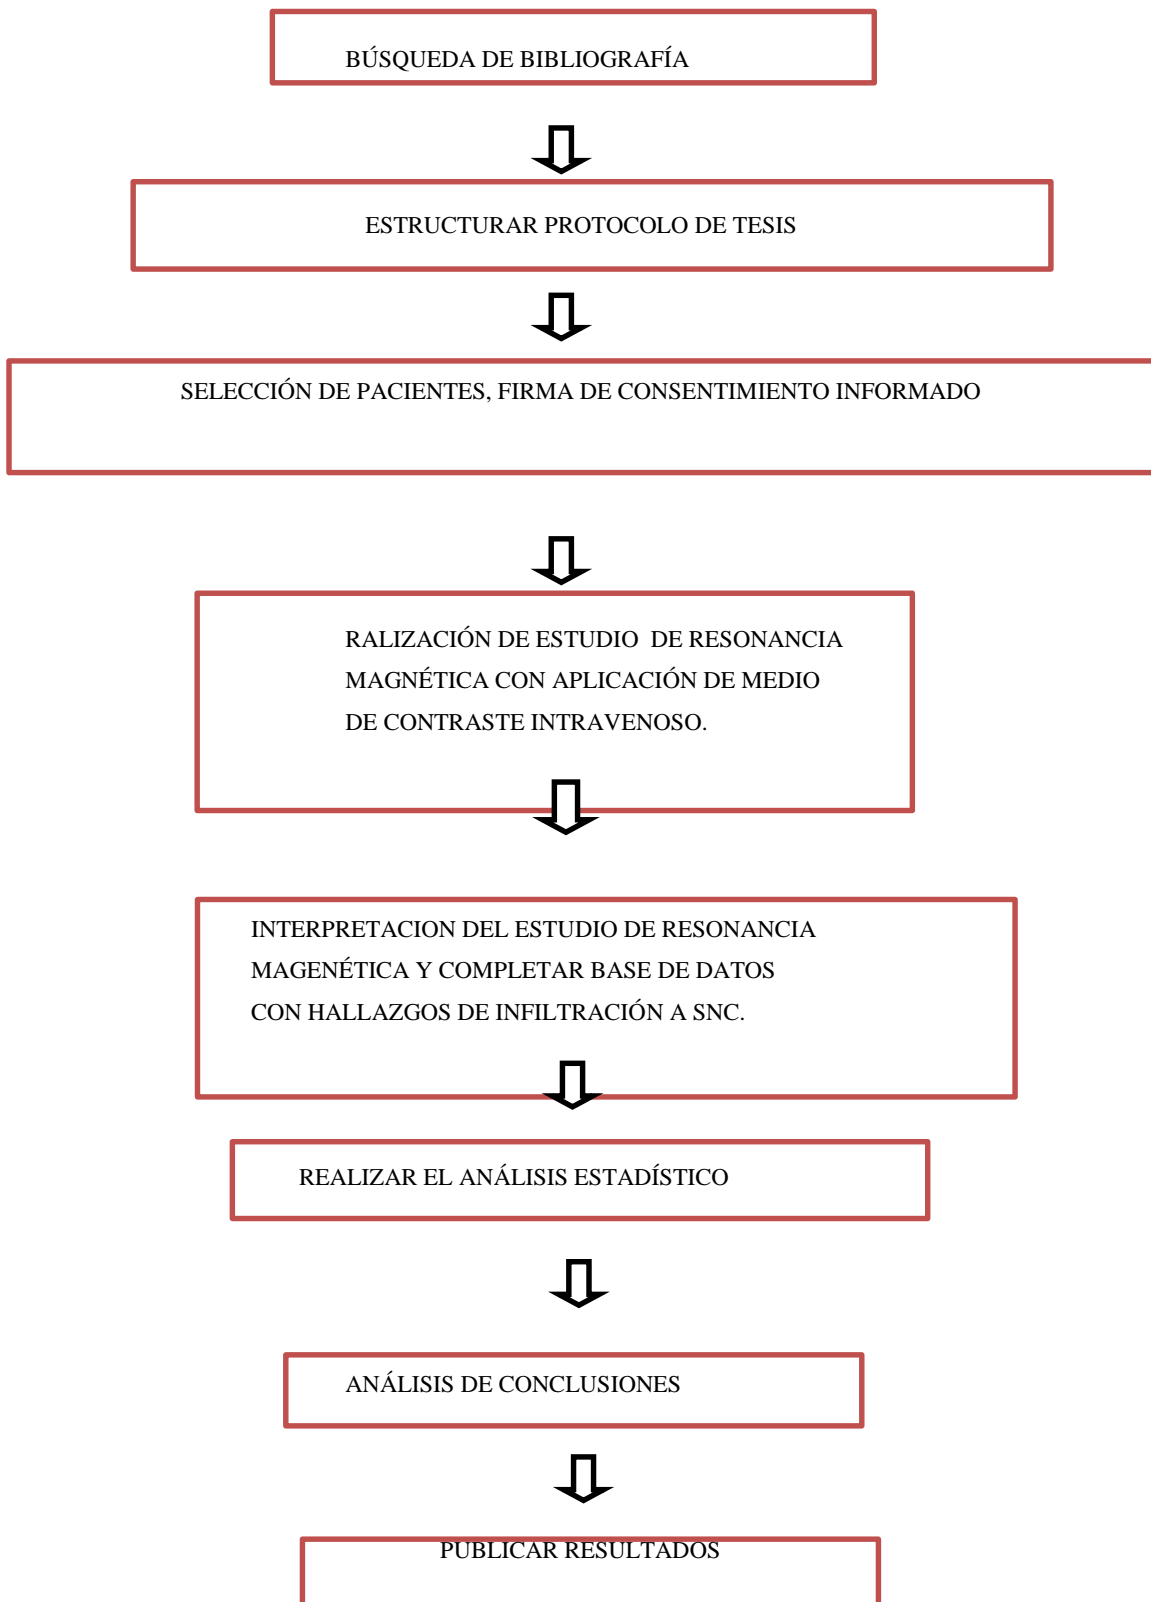 BÚSQUEDA DE BIBLIOGRAFÍA
ESTRUCTURAR PROTOCOLO DE TESIS
SELECCIÓN DE PACIENTES, FIRMA DE CONSENTIMIENTO INFORMADO
RALIZACIÓN DE ESTUDIO DE RESONANCIA
MAGNÉTICA CON APLICACIÓN DE MEDIO
DE CONTRASTE INTRAVENOSO.
INTERPRETACION DEL ESTUDIO DE RESONANCIA
MAGENÉTICA Y COMPLETAR BASE DE DATOS
CON HALLAZGOS DE INFILTRACIÓN A SNC.
REALIZAR EL ANÁLISIS ESTADÍSTICO
ANÁLISIS DE CONCLUSIONES
PUBLICAR RESULTADOS